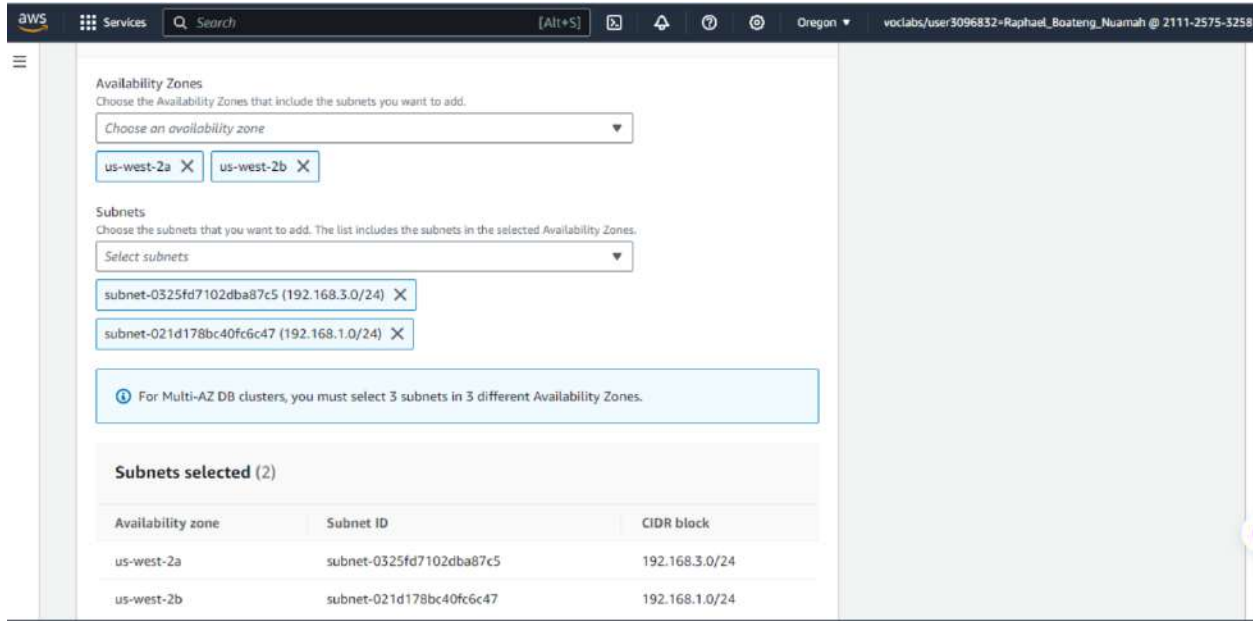 aws Services Search [Alt+S] Oregon voclabs/user3096832=Raphael_Boateng_Nuamah @ 2111-2575-3258
Availability Zones
Choose the Availability Zones that include the subnets you want to add.
Choose an availability zone
us-west-2a us-west-2b
Subnets
Choose the subnets that you want to add. The list includes the subnets in the selected Availability Zones.
Select subnets
subnet-0325fd7102dba87c5 (192.168.3.0/24)
subnet-021d178bc40fc6c47 (192.168.1.0/24)
For Multi-AZ DB clusters, you must select 3 subnets in 3 different Availability Zones.
Subnets selected (2)
Availability zone Subnet ID CIDR block
us-west-2a subnet-0325fd7102dba87c5 192.168.3.0/24
us-west-2b subnet-021d178bc40fc6c47 192.168.1.0/24